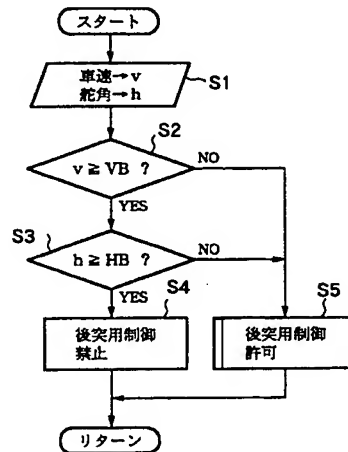 スタート
車速→v
舵角→h
S1
S2
v ≧ VB ?
NO
YES
S3
h ≧ HB ?
NO
YES
S4
後突用制御
禁止
S5
後突用制御
許可
リターン